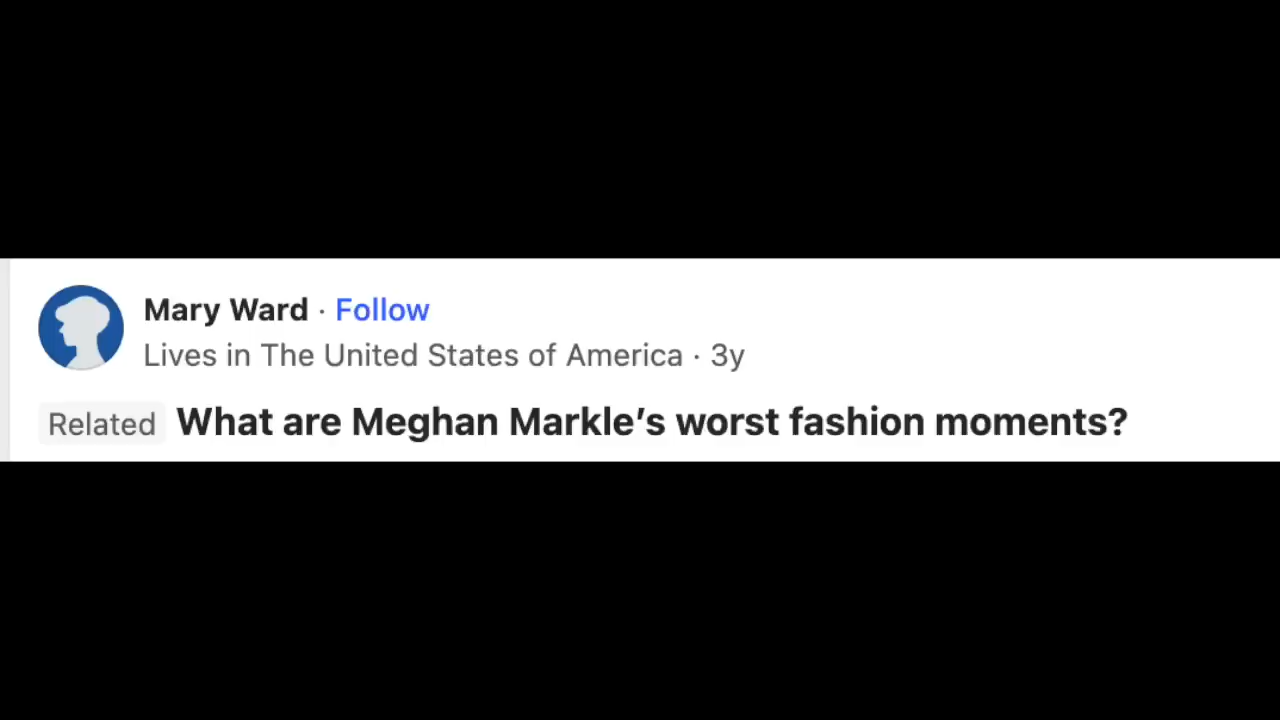 Mary Ward · Follow
Lives in The United States of America · 3y
Related What are Meghan Markle’s worst fashion moments?